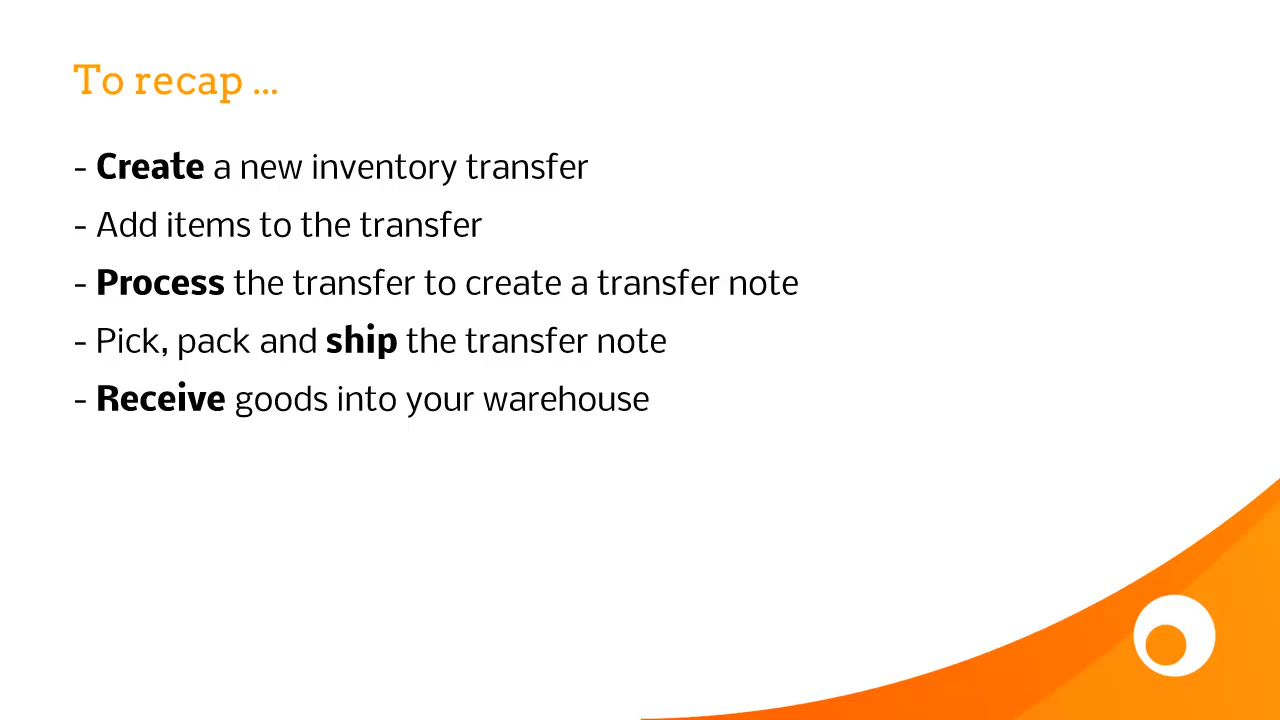 To recap ...
- Create a new inventory transfer
- Add items to the transfer
- Process the transfer to create a transfer note
- Pick, pack and ship the transfer note
- Receive goods into your warehouse